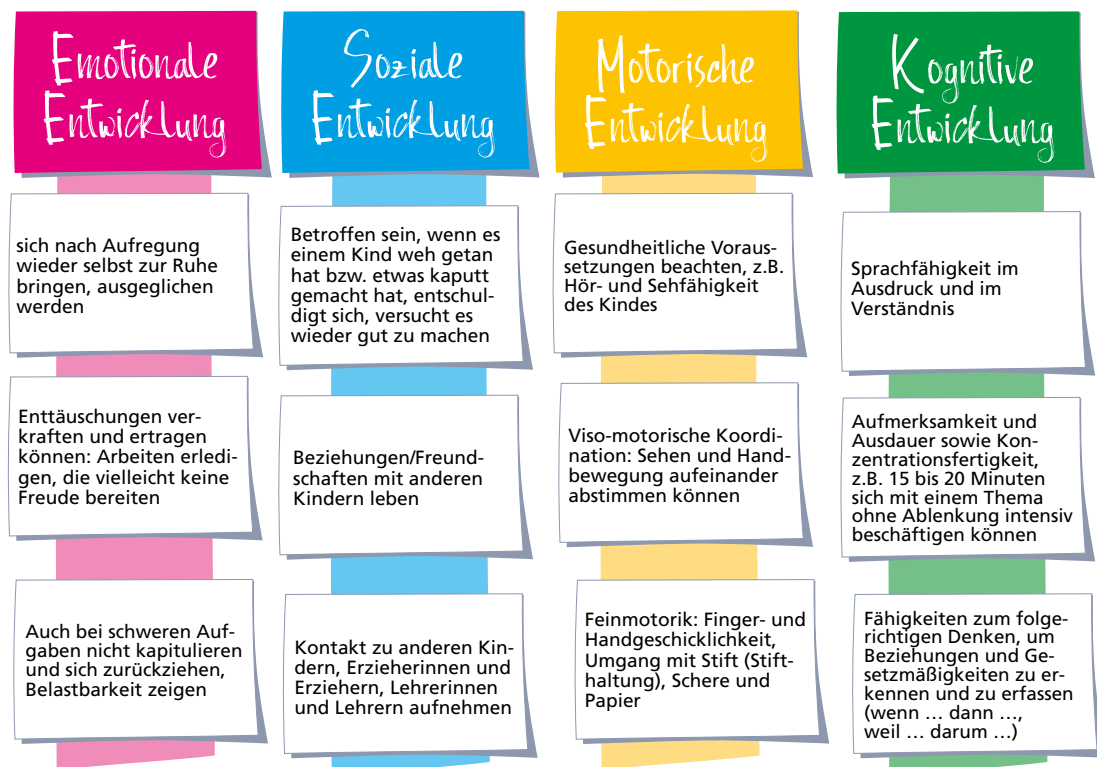 Emotionale
Entwicklung
sich nach Aufregung
wieder selbst zur Ruhe
bringen, ausgeglichen
werden
Enttäuschungen ver-
kraften und ertragen
können: Arbeiten erledi-
gen, die vielleicht keine
Freude bereiten
Auch bei schweren Auf-
gaben nicht kapitulieren
und sich zurückziehen,
Belastbarkeit zeigen
Soziale
Entwicklung
Betroffen sein, wenn es
einem Kind weh getan
hat bzw. etwas kaputt
gemacht hat, entschul-
digt sich, versucht es
wieder gut zu machen
Beziehungen/Freund-
schaften mit anderen
Kindern leben
Kontakt zu anderen Kin-
dern, Erzieherinnen und
Erziehern, Lehrerinnen
und Lehrern aufnehmen
Motorische
Entwicklung
Gesundheitliche Voraus-
setzungen beachten, z.B.
Hör- und Sehfähigkeit
des Kindes
Viso-motorische Koordi-
nation: Sehen und Hand-
bewegung aufeinander
abstimmen können
Feinmotorik: Finger- und
Handgeschicklichkeit,
Umgang mit Stift (Stift-
haltung), Schere und
Papier
Kognitive
Entwicklung
Sprachfähigkeit im
Ausdruck und im
Verständnis
Aufmerksamkeit und
Ausdauer sowie Kon-
zentrationsfertigkeit,
z.B. 15 bis 20 Minuten
sich mit einem Thema
ohne Ablenkung intensiv
beschäftigen können
Fähigkeiten zum folge-
richtigen Denken, um
Beziehungen und Ge-
setzmäßigkeiten zu er-
kennen und zu erfassen
(wenn … dann …,
weil … darum …)